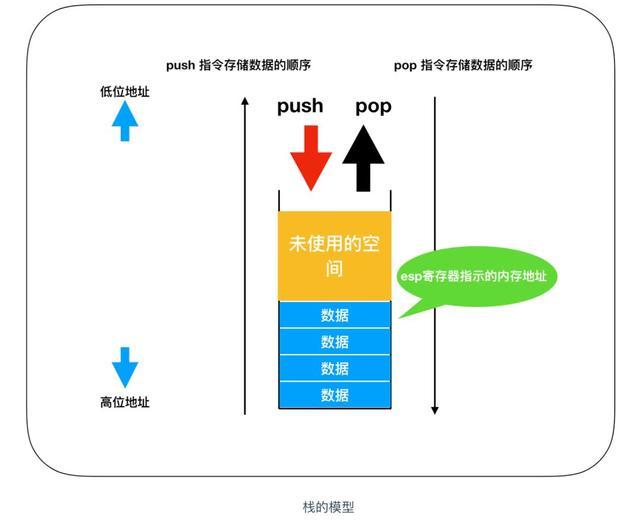 push 指令存储数据的顺序
pop 指令存储数据的顺序
低位地址
push
pop
未使用的空
间
esp寄存器指示的内存地址
数据
数据
数据
数据
高位地址
栈的模型